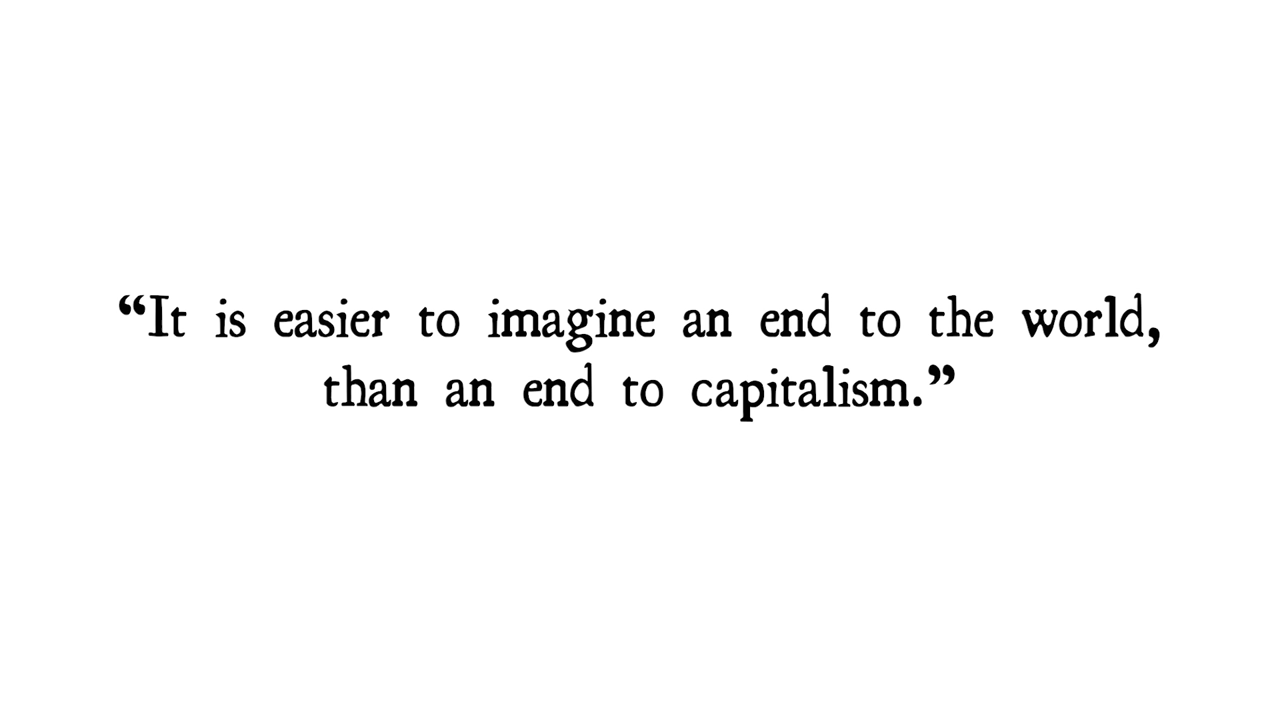 “It is easier to imagine an end to the world,
than an end to capitalism.”